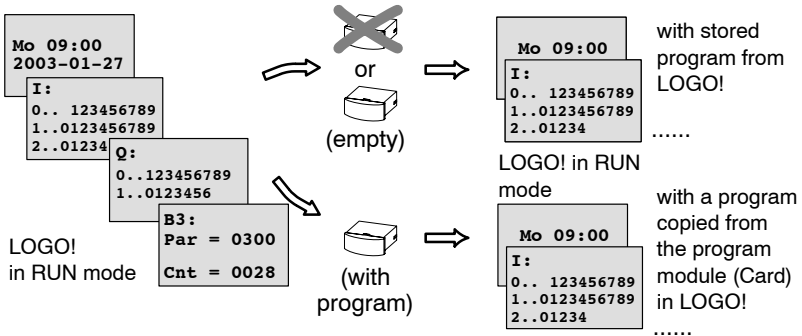 Mo 09:00
2003-01-27
I:
0.. 123456789
1..0123456789
2..01234
Q:
0..123456789
1..0123456
B3:
Par = 0300
Cnt = 0028
LOGO!
in RUN mode
or
(empty)
(with
program)
Mo 09:00
I:
0.. 123456789
1..0123456789
2..01234
......
LOGO! in RUN
mode
with stored
program from
LOGO!
Mo 09:00
I:
0.. 123456789
1..0123456789
2..01234
......
with a program
copied from
the program
module (Card)
in LOGO!